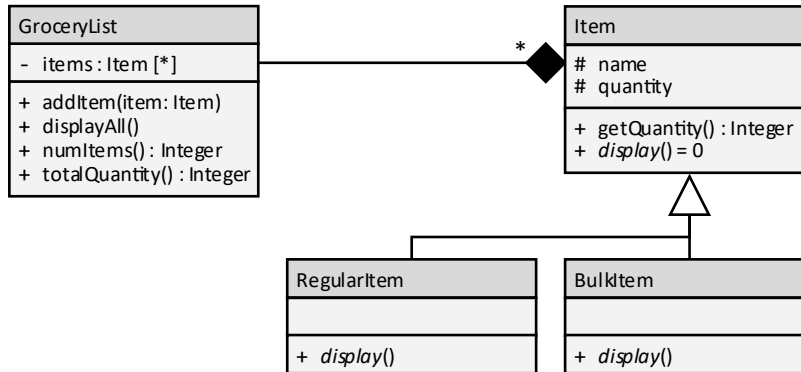 GroceryList
- items : Item [*]
+ addItem(item: Item)
+ displayAll()
+ numItems() : Integer
+ totalQuantity() : Integer
*
Item
# name
# quantity
+ getQuantity() : Integer
+ display() = 0
RegularItem
+ display()
BulkItem
+ display()